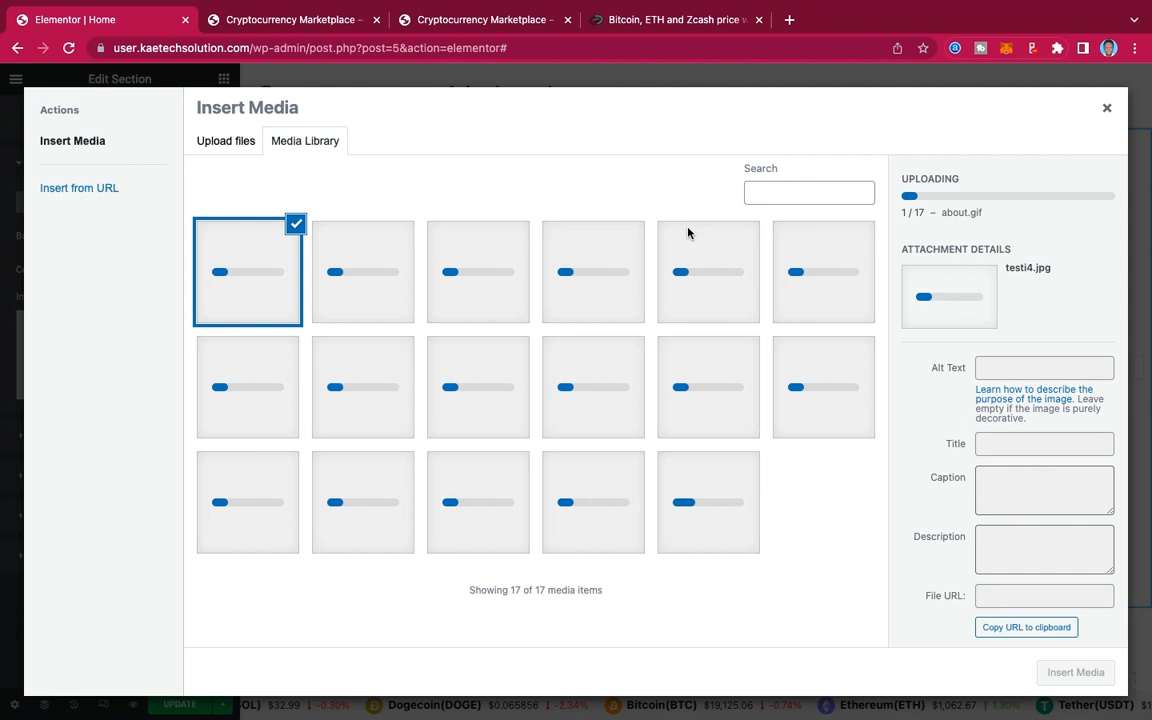 Elementor | Home
Cryptocurrency Marketplace –
Cryptocurrency Marketplace –
Bitcoin, ETH and Zcash price
user.kaetechsolution.com/wp-admin/post.php?post=5&action=elementor#
Edit Section
Actions
Insert Media
Insert from URL
Insert Media
Upload files
Media Library
Search
UPLOADING
1 / 17 – about.gif
ATTACHMENT DETAILS
testi4.jpg
Alt Text
Learn how to describe the
purpose of the image. Leave
empty if the image is purely
decorative.
Title
Caption
Description
File URL:
Copy URL to clipboard
Showing 17 of 17 media items
Insert Media
UPDATE
SOL) $32.99 ↓ -0.30% Dogecoin(DOGE) $0.065856 ↓ -2.34% Bitcoin(BTC) $19,125.06 ↓ -0.74% Ethereum(ETH) $1,062.67 ↑ 1.80% Tether(USDT)